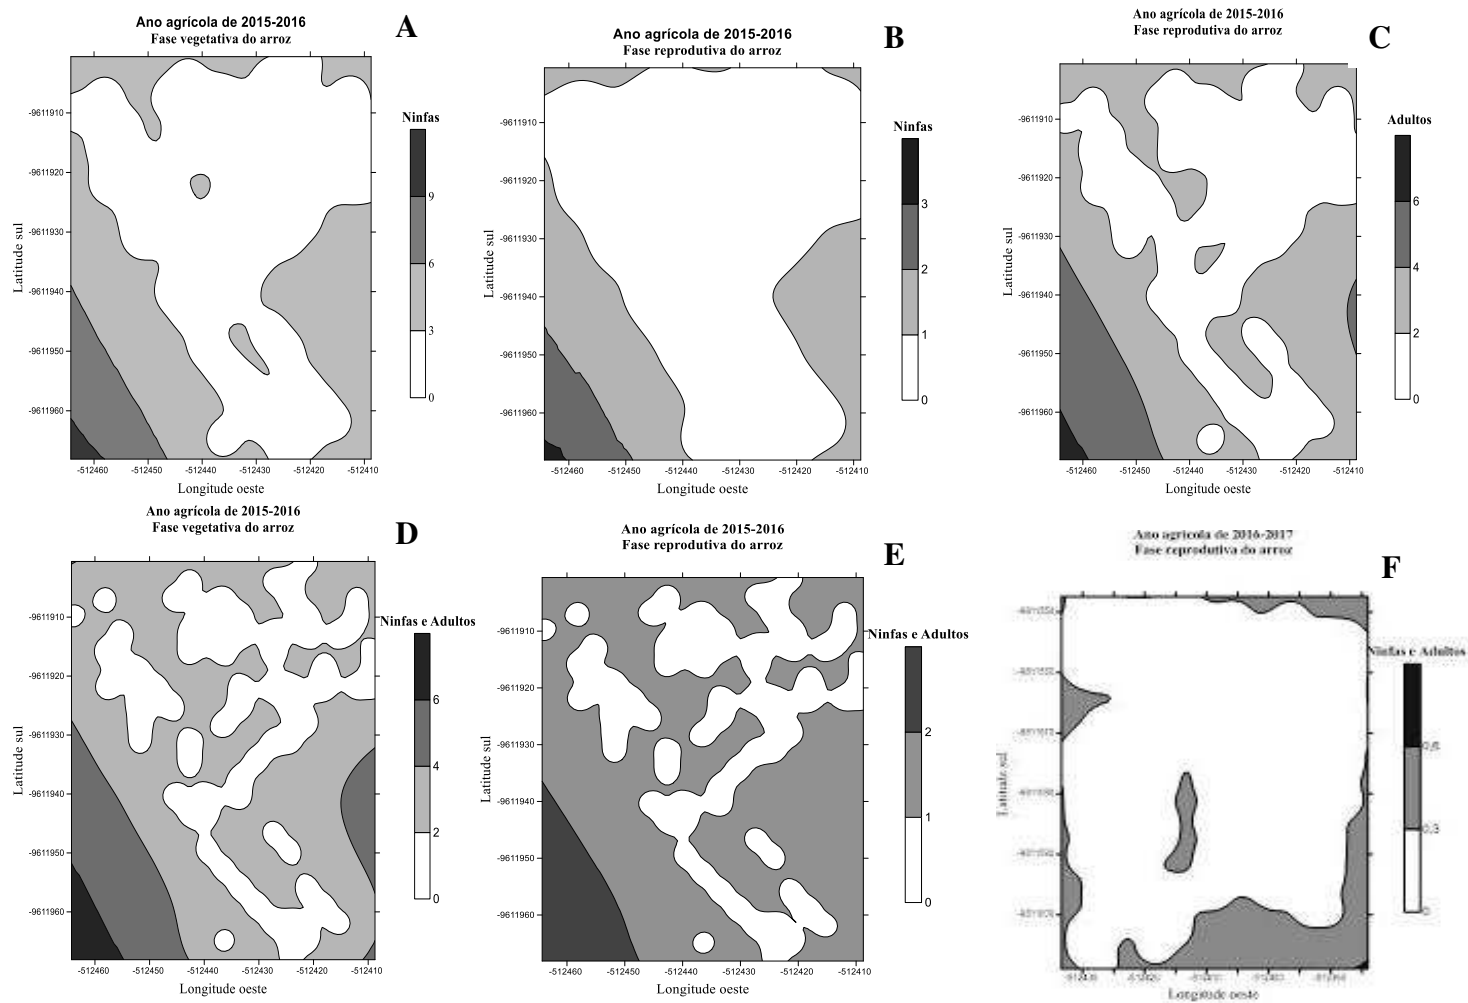 Ano agrícola de 2015-2016
Fase vegetativa do arroz
A
Ninfas
9
6
3
0
Latitude sul
-9611910
-9611920
-9611930
-9611940
-9611950
-9611960
-512460 -512450 -512440 -512430 -512420 -512410
Longitude oeste
Ano agrícola de 2015-2016
Fase reprodutiva do arroz
B
Ninfas
3
2
1
0
Latitude sul
-9611910
-9611920
-9611930
-9611940
-9611950
-9611960
-512460 -512450 -512440 -512430 -512420 -512410
Longitude oeste
Ano agrícola de 2015-2016
Fase reprodutiva do arroz
C
Adultos
6
4
2
0
Latitude sul
-9611910
-9611920
-9611930
-9611940
-9611950
-9611960
-512460 -512450 -512440 -512430 -512420 -512410
Longitude oeste
Ano agrícola de 2015-2016
Fase vegetativa do arroz
D
Ninfas e Adultos
6
4
2
0
Latitude sul
-9611910
-9611920
-9611930
-9611940
-9611950
-9611960
-512460 -512450 -512440 -512430 -512420 -512410
Longitude oeste
Ano agrícola de 2015-2016
Fase reprodutiva do arroz
E
Ninfas e Adultos
2
1
0
Latitude sul
-9611910
-9611920
-9611930
-9611940
-9611950
-9611960
-512460 -512450 -512440 -512430 -512420 -512410
Longitude oeste
Ano agrícola de 2016-2017
Fase reprodutiva do arroz
F
Ninfas e Adultos
0.3
0
Latitude sul
Longitude oeste